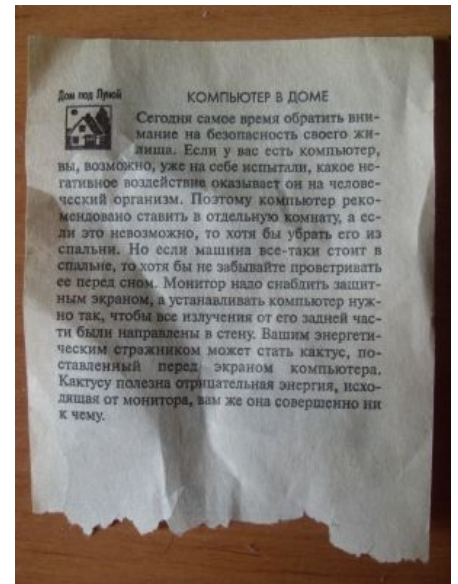 Дом под Луной
КОМПЬЮТЕР В ДОМЕ
Сегодня самое время обратить вни-
мание на безопасность своего жи-
лища. Если у вас есть компьютер,
вы, возможно, уже на себе испытали, какое не-
гативное воздействие оказывает он на челове-
ческий организм. Поэтому компьютер реко-
мендовано ставить в отдельную комнату, а ес-
ли это невозможно, то хотя бы убрать его из
спальни. Но если машина все-таки стоит в
спальне, то хотя бы не забывайте проветривать
ее перед сном. Монитор надо снабдить защит-
ным экраном, а устанавливать компьютер нуж-
но так, чтобы все излучения от его задней час-
ти были направлены в стену. Вашим энергети-
ческим стражником может стать кактус, по-
ставленный перед экраном компьютера.
Кактусу полезна отрицательная энергия, исхо-
дящая от монитора, вам же она совершенно ни
к чему.